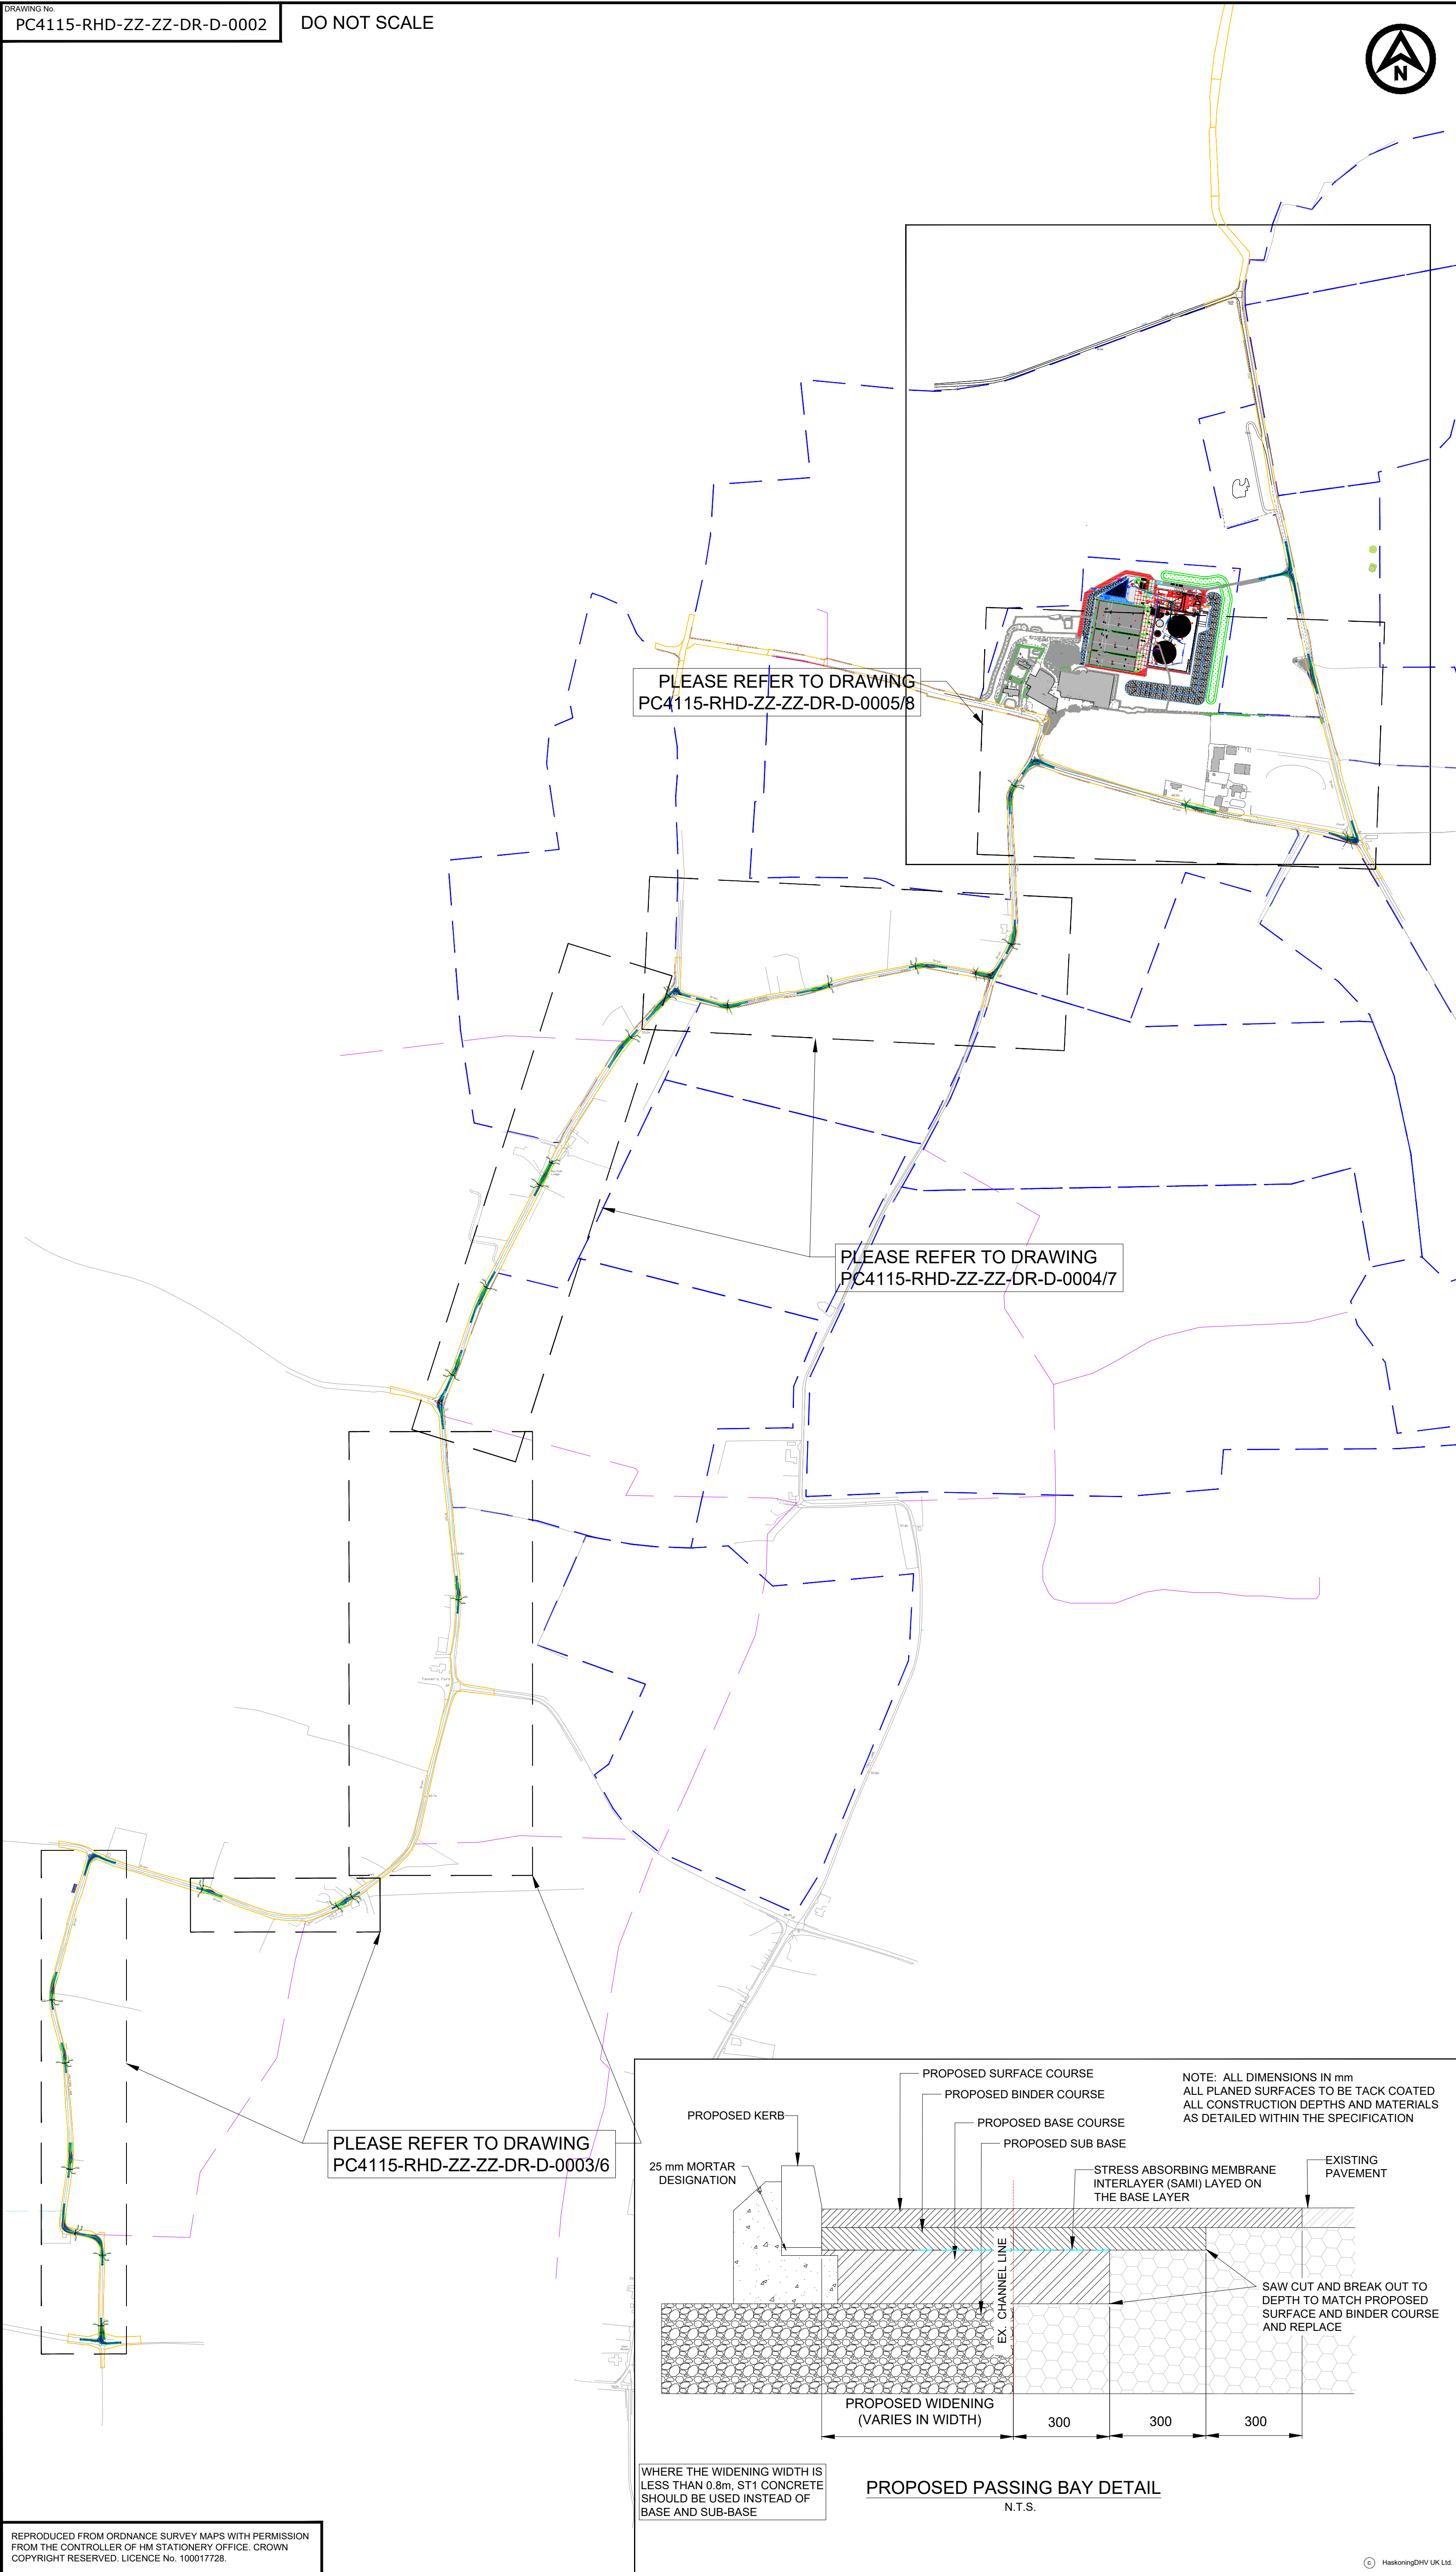 DRAWING No.
PC4115-RHD-ZZ-ZZ-DR-D-0002
DO NOT SCALE
N
PLEASE REFER TO DRAWING
PC4115-RHD-ZZ-ZZ-DR-D-0005/8
PLEASE REFER TO DRAWING
PC4115-RHD-ZZ-ZZ-DR-D-0004/7
PLEASE REFER TO DRAWING
PC4115-RHD-ZZ-ZZ-DR-D-0003/6
PROPOSED SURFACE COURSE
PROPOSED BINDER COURSE
PROPOSED KERB
PROPOSED BASE COURSE
PROPOSED SUB BASE
NOTE: ALL DIMENSIONS IN mm
ALL PLANED SURFACES TO BE TACK COATED
ALL CONSTRUCTION DEPTHS AND MATERIALS
AS DETAILED WITHIN THE SPECIFICATION
25 mm MORTAR
DESIGNATION
STRESS ABSORBING MEMBRANE
INTERLAYER (SAMI) LAYED ON
THE BASE LAYER
EXISTING
PAVEMENT
EX. CHANNEL LINE
SAW CUT AND BREAK OUT TO
DEPTH TO MATCH PROPOSED
SURFACE AND BINDER COURSE
AND REPLACE
PROPOSED WIDENING
(VARIES IN WIDTH)
300
300
300
WHERE THE WIDENING WIDTH IS
LESS THAN 0.8m, ST1 CONCRETE
SHOULD BE USED INSTEAD OF
BASE AND SUB-BASE
PROPOSED PASSING BAY DETAIL
N.T.S.
REPRODUCED FROM ORDNANCE SURVEY MAPS WITH PERMISSION
FROM THE CONTROLLER OF HM STATIONERY OFFICE. CROWN
COPYRIGHT RESERVED. LICENCE No. 100017728.
© HaskoningDHV UK Ltd.